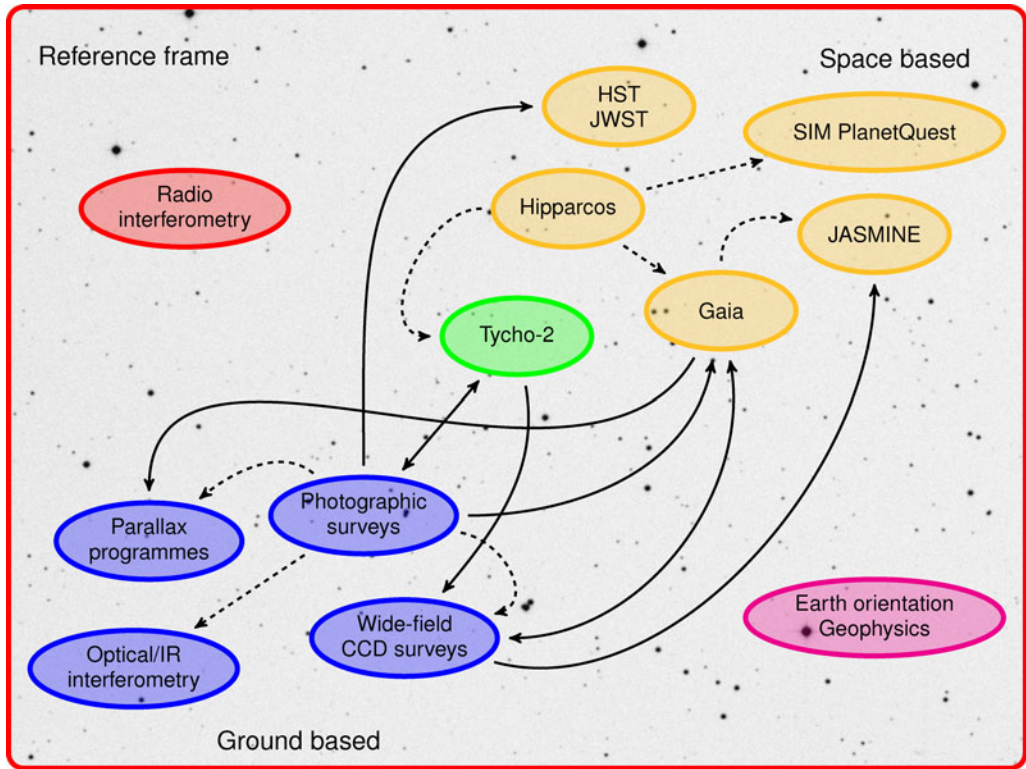 Reference frame
Space based
HST
JWST
SIM PlanetQuest
Radio
interferometry
Hipparcos
JASMINE
Gaia
Tycho-2
Photographic
surveys
Parallax
programmes
Wide-field
CCD surveys
Earth orientation
Geophysics
Optical/IR
interferometry
Ground based